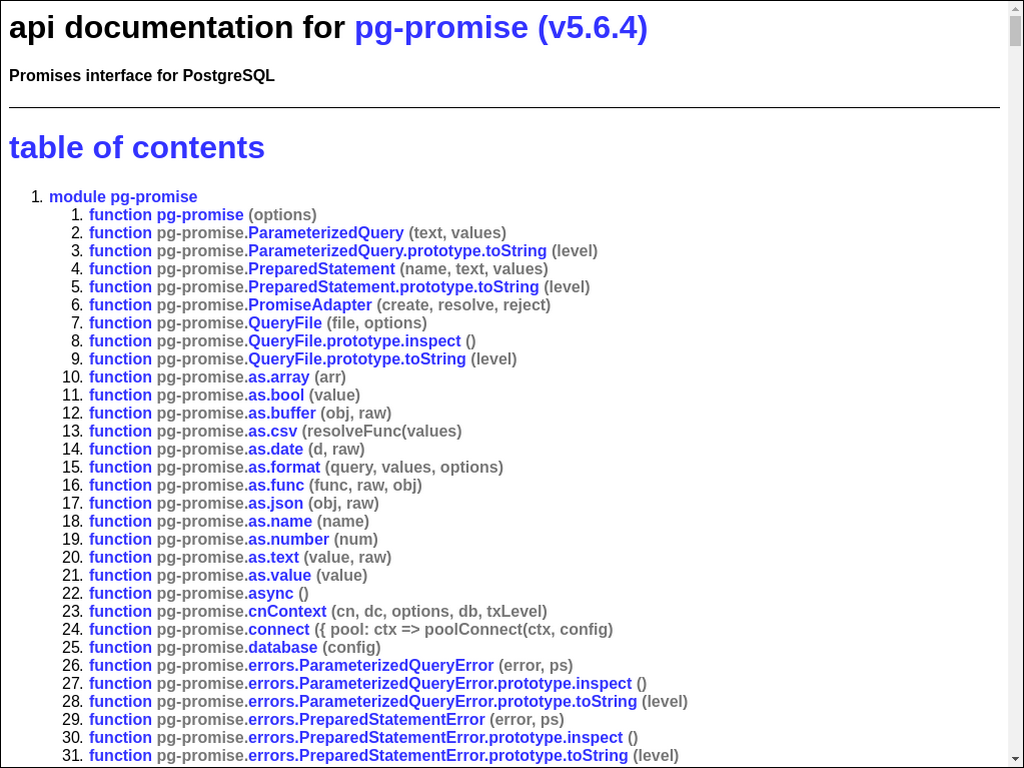 api documentation for pg-promise (v5.6.4)
Promises interface for PostgreSQL
table of contents
1. module pg-promise
1. function pg-promise (options)
2. function pg-promise.ParameterizedQuery (text, values)
3. function pg-promise.ParameterizedQuery.prototype.toString (level)
4. function pg-promise.PreparedStatement (name, text, values)
5. function pg-promise.PreparedStatement.prototype.toString (level)
6. function pg-promise.PromiseAdapter (create, resolve, reject)
7. function pg-promise.QueryFile (file, options)
8. function pg-promise.QueryFile.prototype.inspect ()
9. function pg-promise.QueryFile.prototype.toString (level)
10. function pg-promise.as.array (arr)
11. function pg-promise.as.bool (value)
12. function pg-promise.as.buffer (obj, raw)
13. function pg-promise.as.csv (resolveFunc(values)
14. function pg-promise.as.date (d, raw)
15. function pg-promise.as.format (query, values, options)
16. function pg-promise.as.func (func, raw, obj)
17. function pg-promise.as.json (obj, raw)
18. function pg-promise.as.name (name)
19. function pg-promise.as.number (num)
20. function pg-promise.as.text (value, raw)
21. function pg-promise.as.value (value)
22. function pg-promise.async ()
23. function pg-promise.cnContext (cn, dc, options, db, txLevel)
24. function pg-promise.connect ({ pool: ctx => poolConnect(ctx, config)
25. function pg-promise.database (config)
26. function pg-promise.errors.ParameterizedQueryError (error, ps)
27. function pg-promise.errors.ParameterizedQueryError.prototype.inspect ()
28. function pg-promise.errors.ParameterizedQueryError.prototype.toString (level)
29. function pg-promise.errors.PreparedStatementError (error, ps)
30. function pg-promise.errors.PreparedStatementError.prototype.inspect ()
31. function pg-promise.errors.PreparedStatementError.prototype.toString (level)